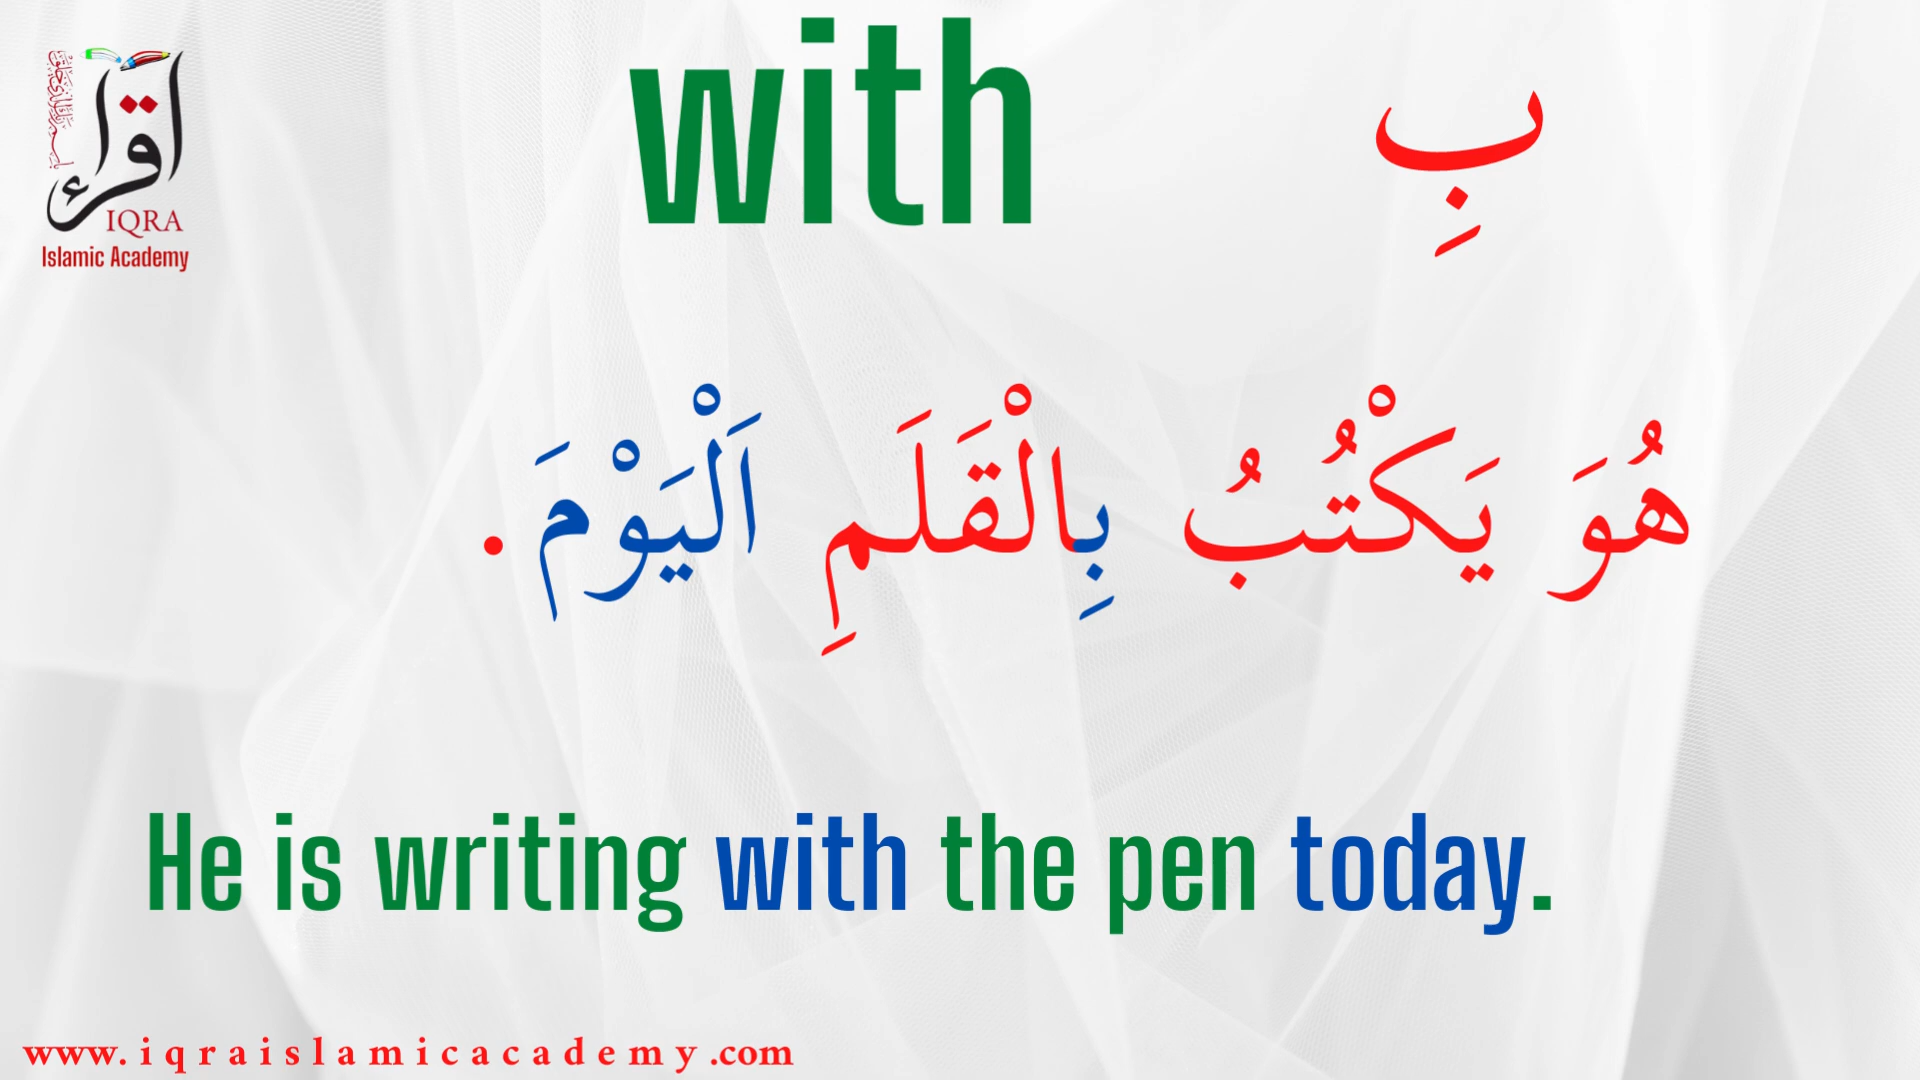 with بِ
اقرأ
IQRA
Islamic Academy
هُوَ يَكْتُبُ بِالْقَلَمِ اَلْيَوْمَ .
He is writing with the pen today.
www.iqraislamicacademy.com